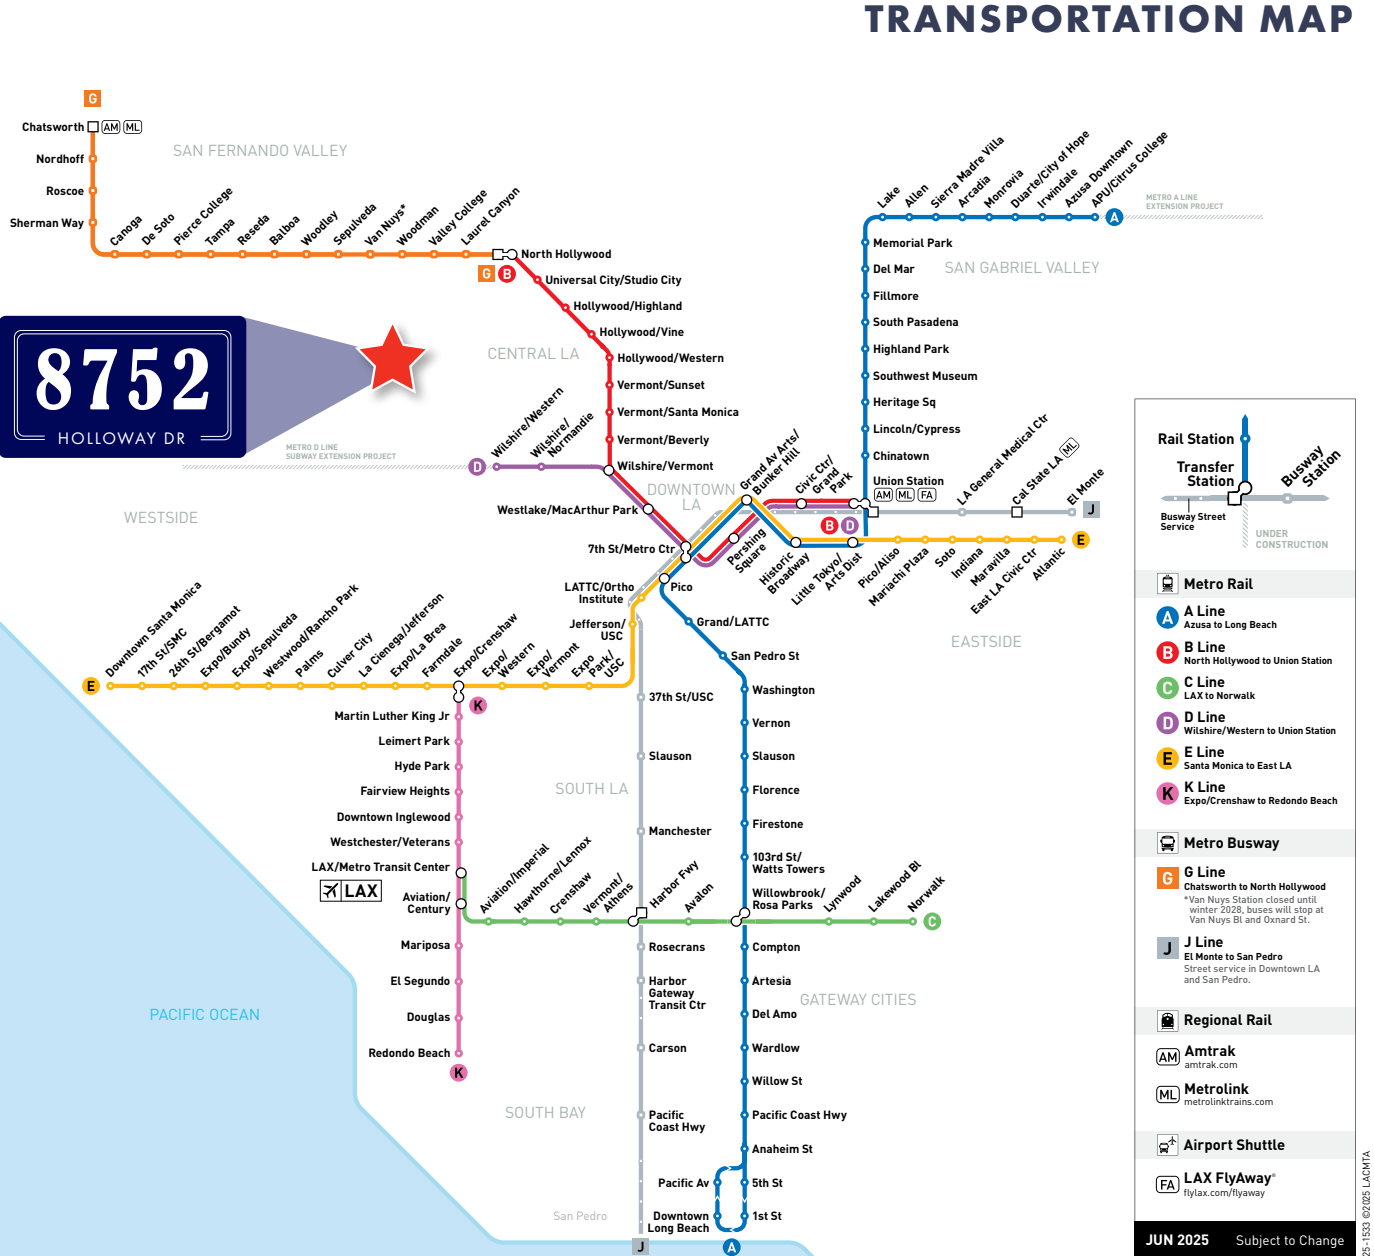 TRANSPORTATION MAP
G
Chatsworth
AM
ML
Nordhoff
Roscoe
Sherman Way
SAN FERNANDO VALLEY
Canoga
De Soto
Pierce College
Tampa
Reseda
Balboa
Woodley
Sepulveda
Van Nuys*
Woodman
Valley College
Laurel Canyon
North Hollywood
G
B
Universal City/Studio City
Hollywood/Highland
Hollywood/Vine
Hollywood/Western
Vermont/Sunset
Vermont/Santa Monica
Vermont/Beverly
Wilshire/Vermont
CENTRAL LA
8752
HOLLOWAY DR
METRO D LINE
SUBWAY EXTENSION PROJECT
D
Wilshire/Western
Wilshire/
Normandie
WESTSIDE
Westlake/MacArthur Park
DOWNTOWN
LA
7th St/Metro Ctr
Grand Av Arts/
Bunker Hill
Civic Ctr/
Grand
Park
Pershing
Square
Historic
Broadway
Little Tokyo/
Arts Dist
B
D
Lake
Allen
Sierra Madre Villa
Arcadia
Monrovia
Duarte/City of Hope
Irwindale
Azusa Downtown
APU/Citrus College
A
METRO A LINE
EXTENSION PROJECT
Memorial Park
Del Mar
SAN GABRIEL VALLEY
Fillmore
South Pasadena
Highland Park
Southwest Museum
Heritage Sq
Lincoln/Cypress
Chinatown
Union Station
AM
ML
FA
LA General Medical Ctr
Cal State LA
ML
El Monte
J
Pico/Aliso
Mariachi Plaza
Soto
Indiana
Maravilla
East LA Civic Ctr
Atlantic
E
EASTSIDE
LATTC/Ortho
Institute
Pico
Jefferson/
USC
Grand/LATTC
San Pedro St
E
Downtown Santa Monica
17th St/SMC
26th St/Bergamot
Expo/Bundy
Expo/Sepulveda
Westwood/Rancho Park
Palms
Culver City
La Cienega/Jefferson
Expo/La Brea
Farmdale
Expo/Crenshaw
Expo/
Western
Expo/
Vermont
Expo
Park/
USC
K
Martin Luther King Jr
Leimert Park
Hyde Park
Fairview Heights
Downtown Inglewood
Westchester/Veterans
LAX/Metro Transit Center
LAX
Aviation/
Century
Mariposa
El Segundo
Douglas
Redondo Beach
K
37th St/USC
Slauson
SOUTH LA
Manchester
Harbor Fwy
Rosecrans
Harbor
Gateway
Transit Ctr
Carson
Pacific
Coast Hwy
San Pedro
J
Aviation/Imperial
Hawthorne/Lennox
Crenshaw
Vermont/
Athens
Avalon
Lynwood
Lakewood Bl
Norwalk
C
Washington
Vernon
Slauson
Florence
Firestone
103rd St/
Watts Towers
Willowbrook/
Rosa Parks
Compton
Artesia
GATEWAY CITIES
Del Amo
Wardlow
Willow St
Pacific Coast Hwy
Anaheim St
Pacific Av
5th St
Downtown
Long Beach
1st St
A
SOUTH BAY
PACIFIC OCEAN
Rail Station
Transfer
Station
Busway
Station
Busway Street
Service
UNDER
CONSTRUCTION
Metro Rail
A
A Line
Azusa to Long Beach
B
B Line
North Hollywood to Union Station
C
C Line
LAX to Norwalk
D
D Line
Wilshire/Western to Union Station
E
E Line
Santa Monica to East LA
K
K Line
Expo/Crenshaw to Redondo Beach
Metro Busway
G
G Line
Chatsworth to North Hollywood
*Van Nuys Station closed until
winter 2028, buses will stop at
Van Nuys Bl and Oxnard St.
J
J Line
El Monte to San Pedro
Street service in Downtown LA
and San Pedro.
Regional Rail
AM
Amtrak
amtrak.com
ML
Metrolink
metrolinktrains.com
Airport Shuttle
FA
LAX FlyAway®
flylax.com/flyaway
JUN 2025
Subject to Change
25-1533 ©2025 LACMTA